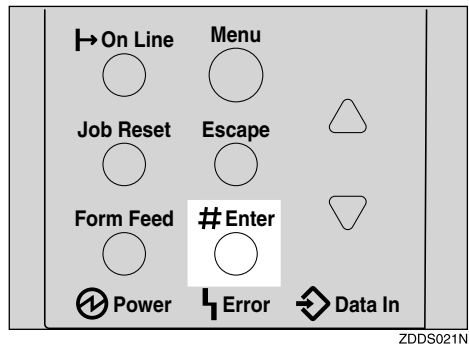 On Line Menu
Job Reset Escape
Form Feed # Enter
Power Error Data In
ZDDS021N